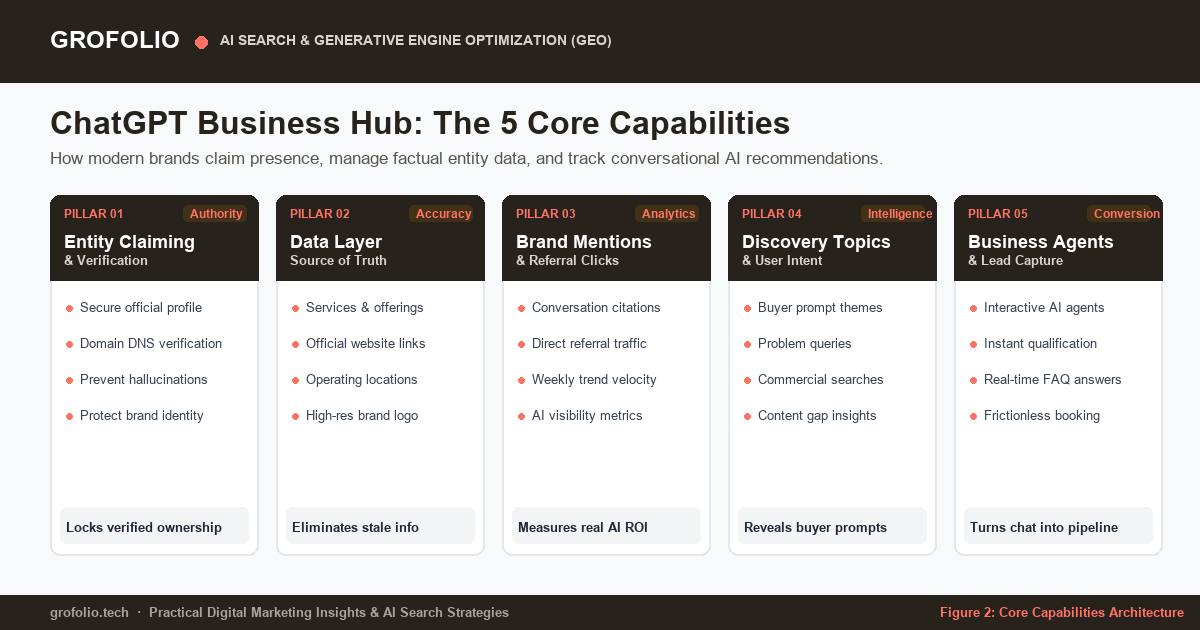 GROFOLIO
AI SEARCH & GENERATIVE ENGINE OPTIMIZATION (GEO)
ChatGPT Business Hub: The 5 Core Capabilities
How modern brands claim presence, manage factual entity data, and track conversational AI recommendations.
PILLAR 01
Authority
Entity Claiming
& Verification
Secure official profile
Domain DNS verification
Prevent hallucinations
Protect brand identity
Locks verified ownership
PILLAR 02
Accuracy
Data Layer
Source of Truth
Services & offerings
Official website links
Operating locations
High-res brand logo
Eliminates stale info
PILLAR 03
Analytics
Brand Mentions
& Referral Clicks
Conversation citations
Direct referral traffic
Weekly trend velocity
AI visibility metrics
Measures real AI ROI
PILLAR 04
Intelligence
Discovery Topics
& User Intent
Buyer prompt themes
Problem queries
Commercial searches
Content gap insights
Reveals buyer prompts
PILLAR 05
Conversion
Business Agents
& Lead Capture
Interactive AI agents
Instant qualification
Real-time FAQ answers
Frictionless booking
Turns chat into pipeline
grofolio.tech · Practical Digital Marketing Insights & AI Search Strategies
Figure 2: Core Capabilities Architecture